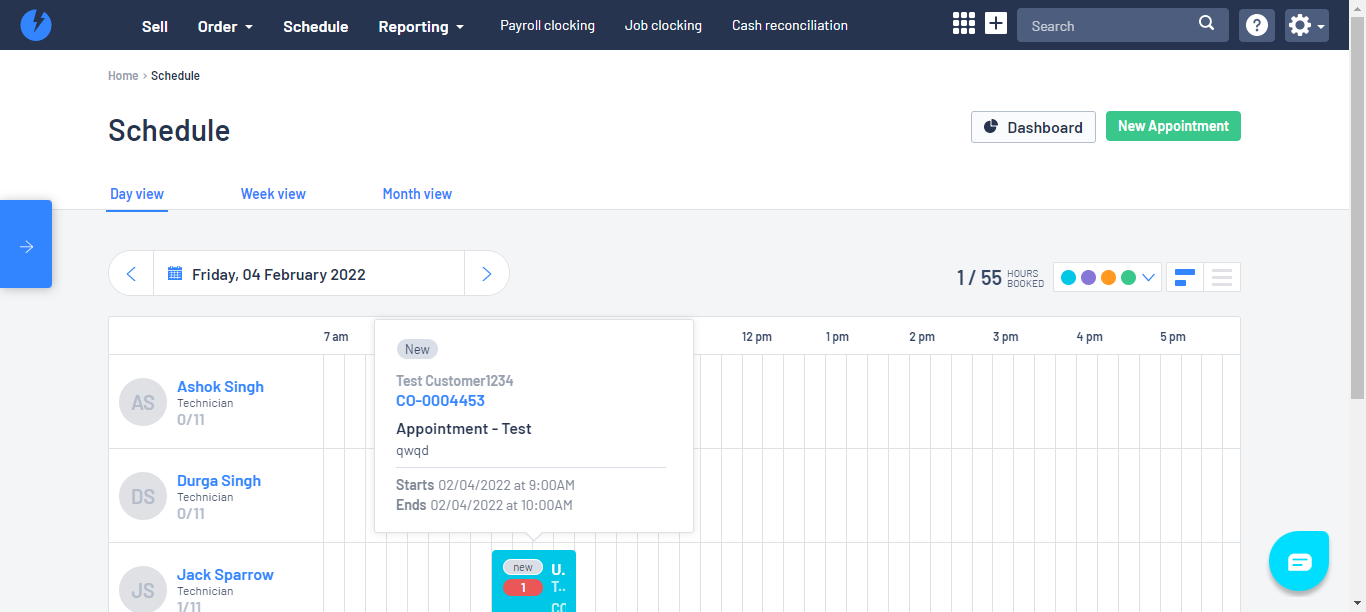 Sell Order Schedule Reporting Payroll clocking Job clocking Cash reconciliation Search ?
Home › Schedule
Schedule
Dashboard New Appointment
Day view Week view Month view
Friday, 04 February 2022
1 / 55 HOURS BOOKED
7 am 12 pm 1 pm 2 pm 3 pm 4 pm 5 pm
New
Test Customer1234
CO-0004453
Appointment - Test
qwqd
Starts 02/04/2022 at 9:00AM
Ends 02/04/2022 at 10:00AM
AS Ashok Singh
Technician
0/11
DS Durga Singh
Technician
0/11
JS Jack Sparrow
Technician
1/11
new U.
1 T..
CC